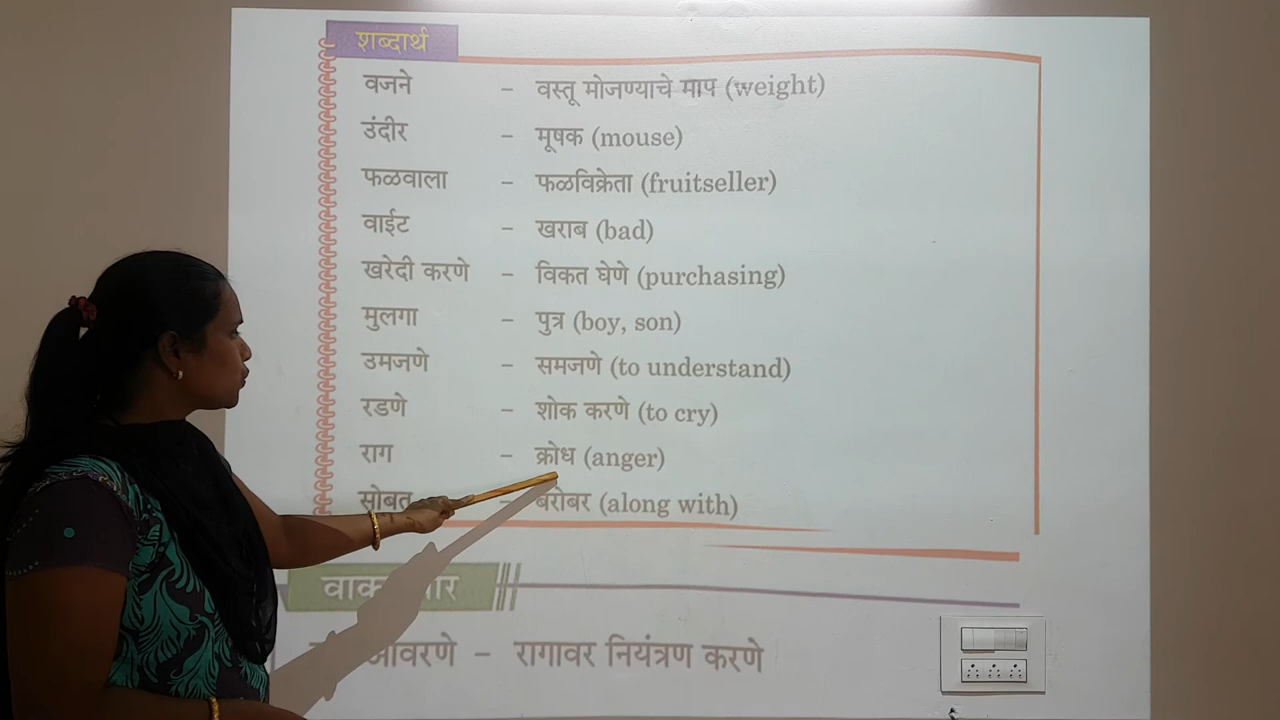 शब्दार्थ
वजने – वस्तू मोजण्याचे माप (weight)
उंदीर – मूषक (mouse)
फळवाला – फळविक्रेता (fruitseller)
वाईट – खराब (bad)
खरेदी करणे – विकत घेणे (purchasing)
मुलगा – पुत्र (boy, son)
उमजणे – समजणे (to understand)
रडणे – शोक करणे (to cry)
राग – क्रोध (anger)
सोबत – बरोबर (along with)
आवरणे – रागावर नियंत्रण करणे